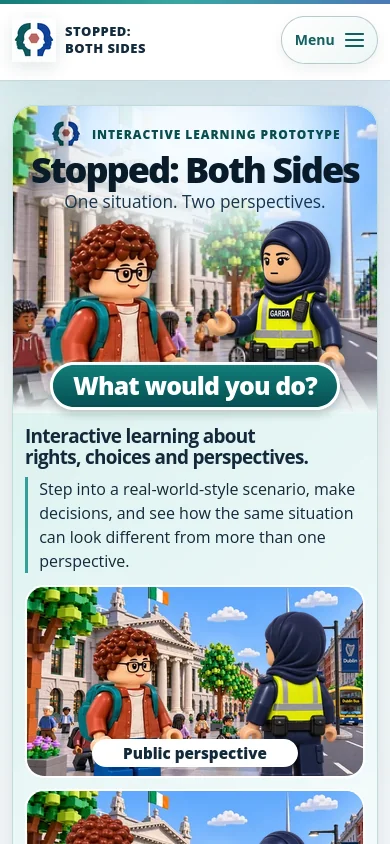 STOPPED:
BOTH SIDES
Menu
INTERACTIVE LEARNING PROTOTYPE
Stopped: Both Sides
One situation. Two perspectives.
GARDA
What would you do?
Interactive learning about
rights, choices and perspectives.
Step into a real-world-style scenario, make
decisions, and see how the same situation
can look different from more than one
perspective.
Dublin
Public perspective